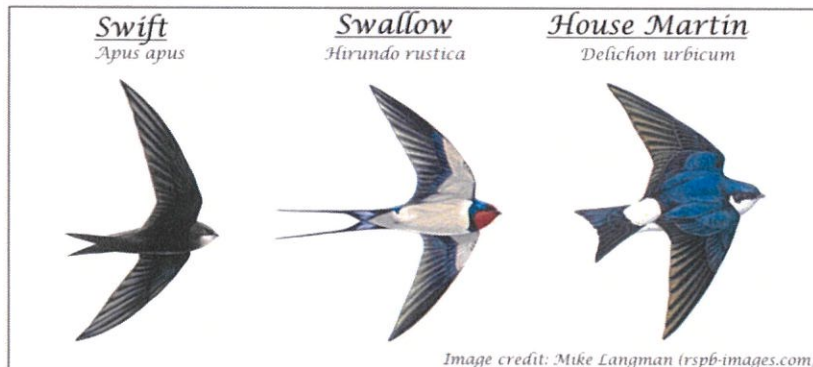 Swift Swallow House Martin
Apus apus Hirundo rustica Delichon urbicum
Image credit: Mike Langman (rspb-images.com)